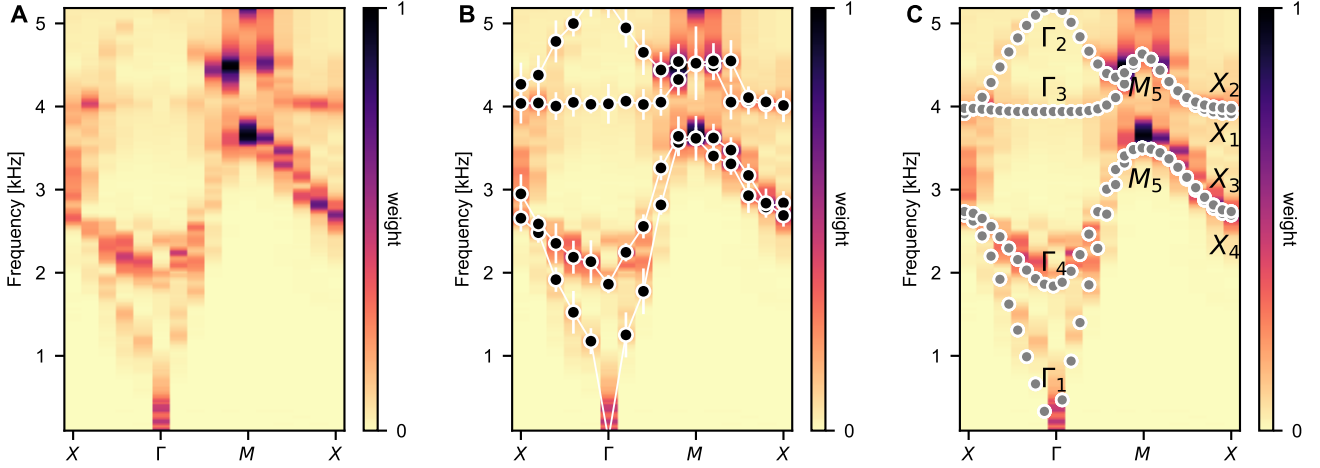 A
Frequency [kHz]
5
4
3
2
1
X
Γ
M
X
1
0
weight
B
5
4
3
2
1
X
Γ
M
X
1
0
weight
C
Frequency [kHz]
5
4
3
2
1
Γ₂
Γ₃
Γ₄
Γ₁
M₅
M₅
X₂
X₁
X₃
X₄
X
Γ
M
X
1
0
weight